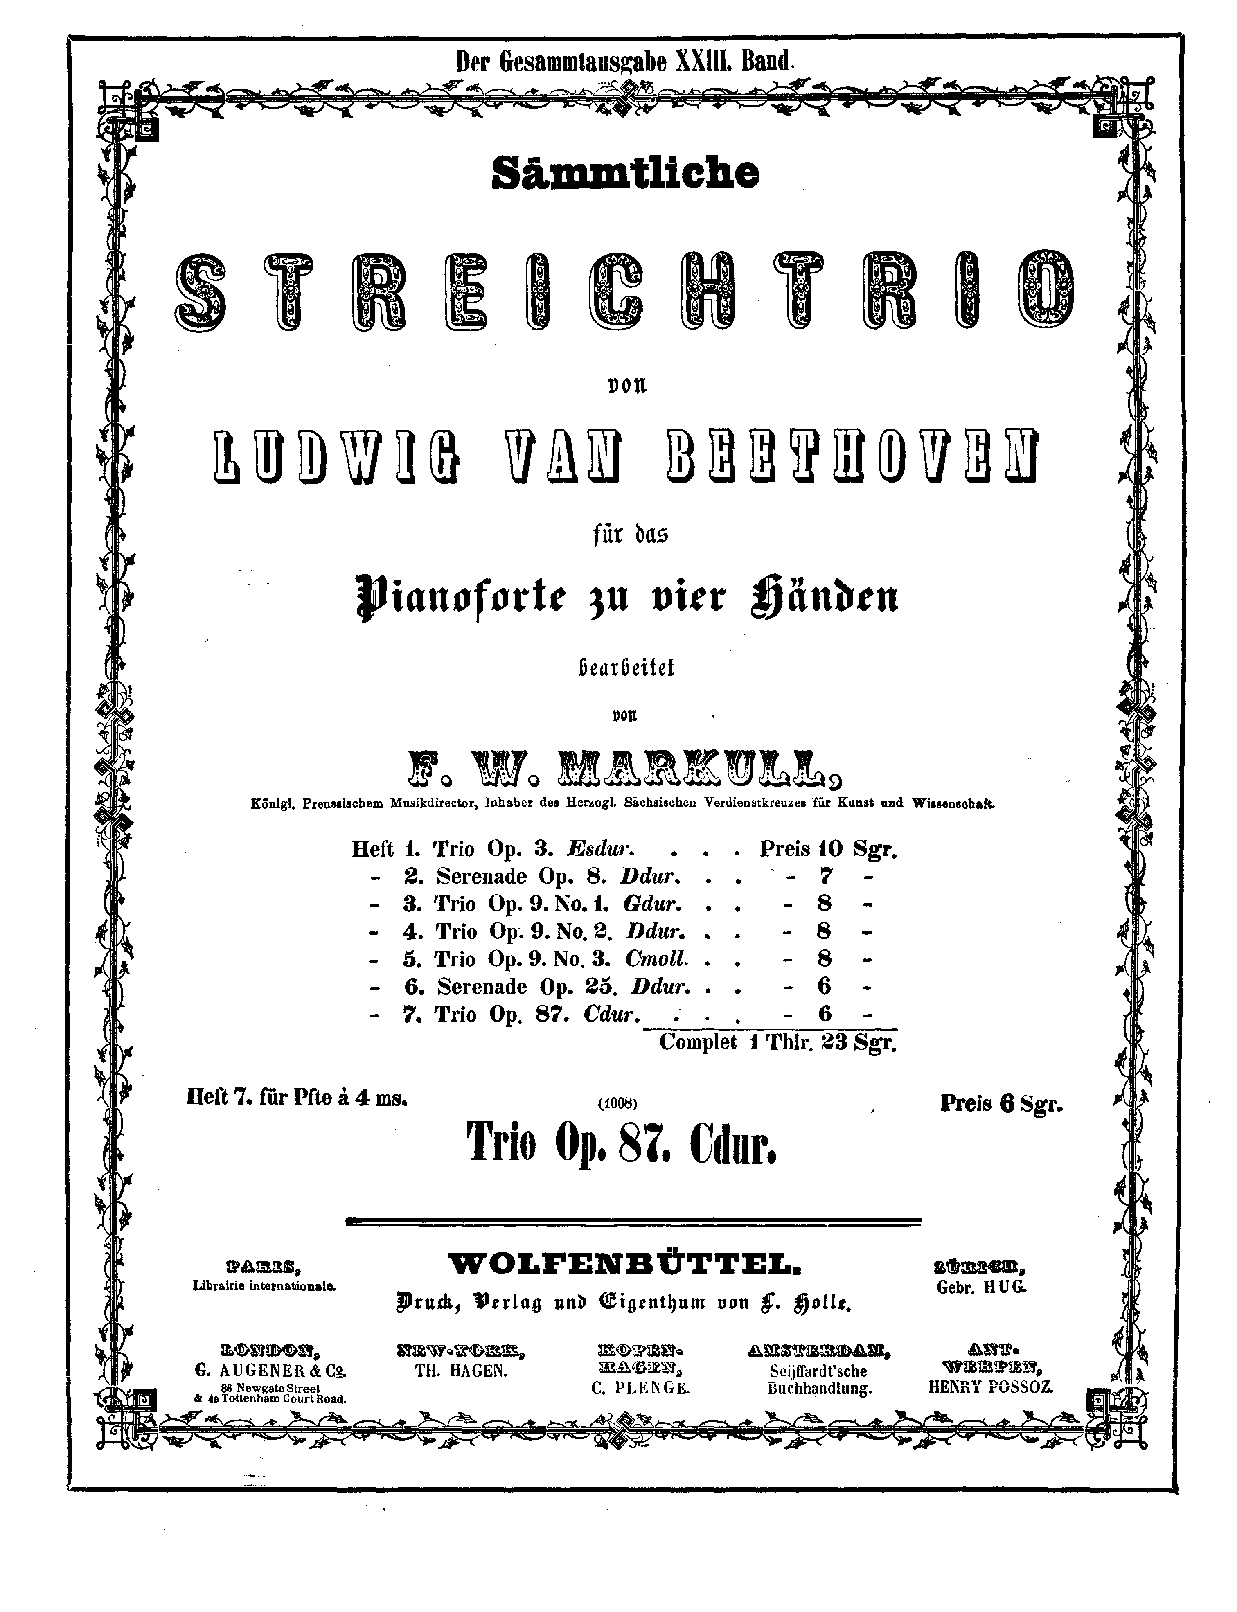 Der Gesammtausgabe XXIII. Band.
Sämmtliche
STREICHTRIO
von
LUDWIG VAN BEETHOVEN
für das
Pianoforte zu vier Händen
bearbeitet
von
F. W. MARKULL,
Königl. Preussischem Musikdirector, Inhaber des Herzogl. Sächsischen Verdienstkreuzes für Kunst und Wissenschaft.
Heft 1. Trio Op. 3. Esdur. . . . Preis 10 Sgr.
- 2. Serenade Op. 8. Ddur. . . - 7 -
- 3. Trio Op. 9. No. 1. Gdur. . . - 8 -
- 4. Trio Op. 9. No. 2. Ddur. . . - 8 -
- 5. Trio Op. 9. No. 3. Cmoll. . . - 8 -
- 6. Serenade Op. 25. Ddur. . . - 6 -
- 7. Trio Op. 87. Cdur. . . . - 6 -
Complet 1 Thlr. 23 Sgr.
Heft 7. für Pfte à 4 ms. (1008) Preis 6 Sgr.
Trio Op. 87. Cdur.
WOLFENBÜTTEL.
Druck, Verlag und Eigenthum von L. Holle.
PARIS,
Librairie internationale.
ZÜRICH,
Gebr. HUG.
LONDON,
G. AUGENER & Co.
86 Newgate Street
& 40 Tottenham Court Road.
NEW-YORK,
TH. HAGEN.
KOPEN-
HAGEN,
C. PLENGE.
AMSTERDAM,
Seijffardt'sche
Buchhandlung.
ANT-
WERPEN,
HENRY POSSOZ.